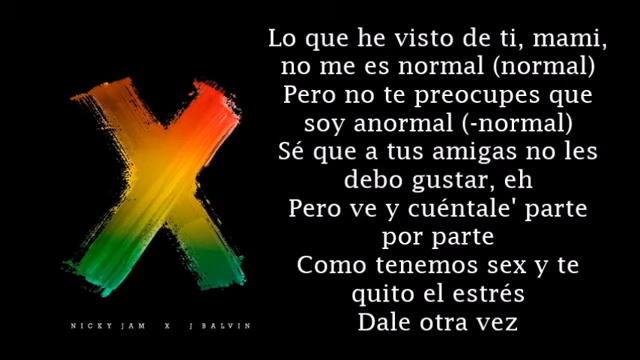 Lo que he visto de ti, mami,
no me es normal (normal)
Pero no te preocupes que
soy anormal (-normal)
Sé que a tus amigas no les
debo gustar, eh
Pero ve y cuéntale' parte
por parte
Como tenemos sex y te
quito el estrés
Dale otra vez
X
NICKY JAM X J BALVIN